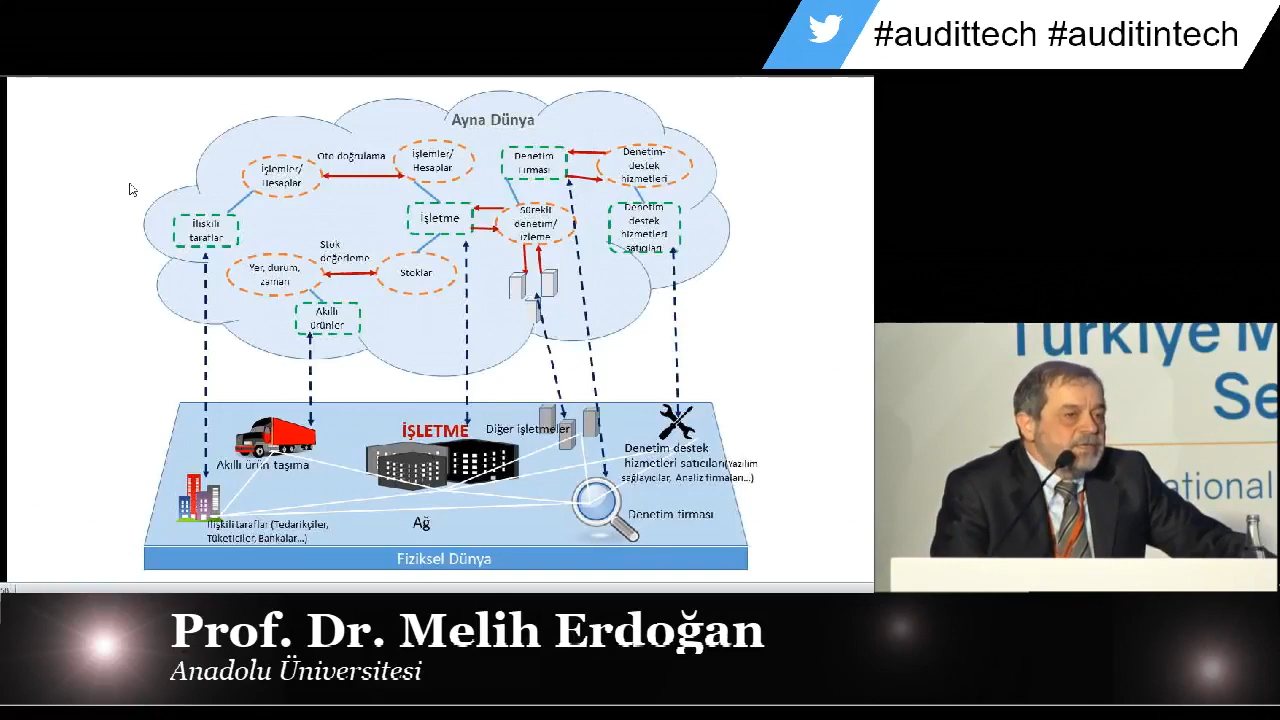 #audittech #auditintech
Ayna Dünya
İşlemler/
Hesaplar
Oto doğrulama
İşlemler/
Hesaplar
Denetim
Firması
Denetim-
destek
hizmetleri
İlişkili
taraflar
İşletme
Sürekli
denetim/
izleme
Denetim
destek
hizmetleri
satıcıları
Stok
değerleme
Yer, durum,
zaman
Stoklar
Akıllı
ürünler
İŞLETME
Diğer işletmeler
Akıllı ürün taşıma
Denetim destek
hizmetleri satıcıları(Yazılım
sağlayıcılar, Analiz firmaları...)
Denetim firması
Ağ
İlişkili taraflar (Tedarikçiler,
Tüketiciler, Bankalar...)
Fiziksel Dünya
Türkiye M
Se
national
Prof. Dr. Melih Erdoğan
Anadolu Üniversitesi